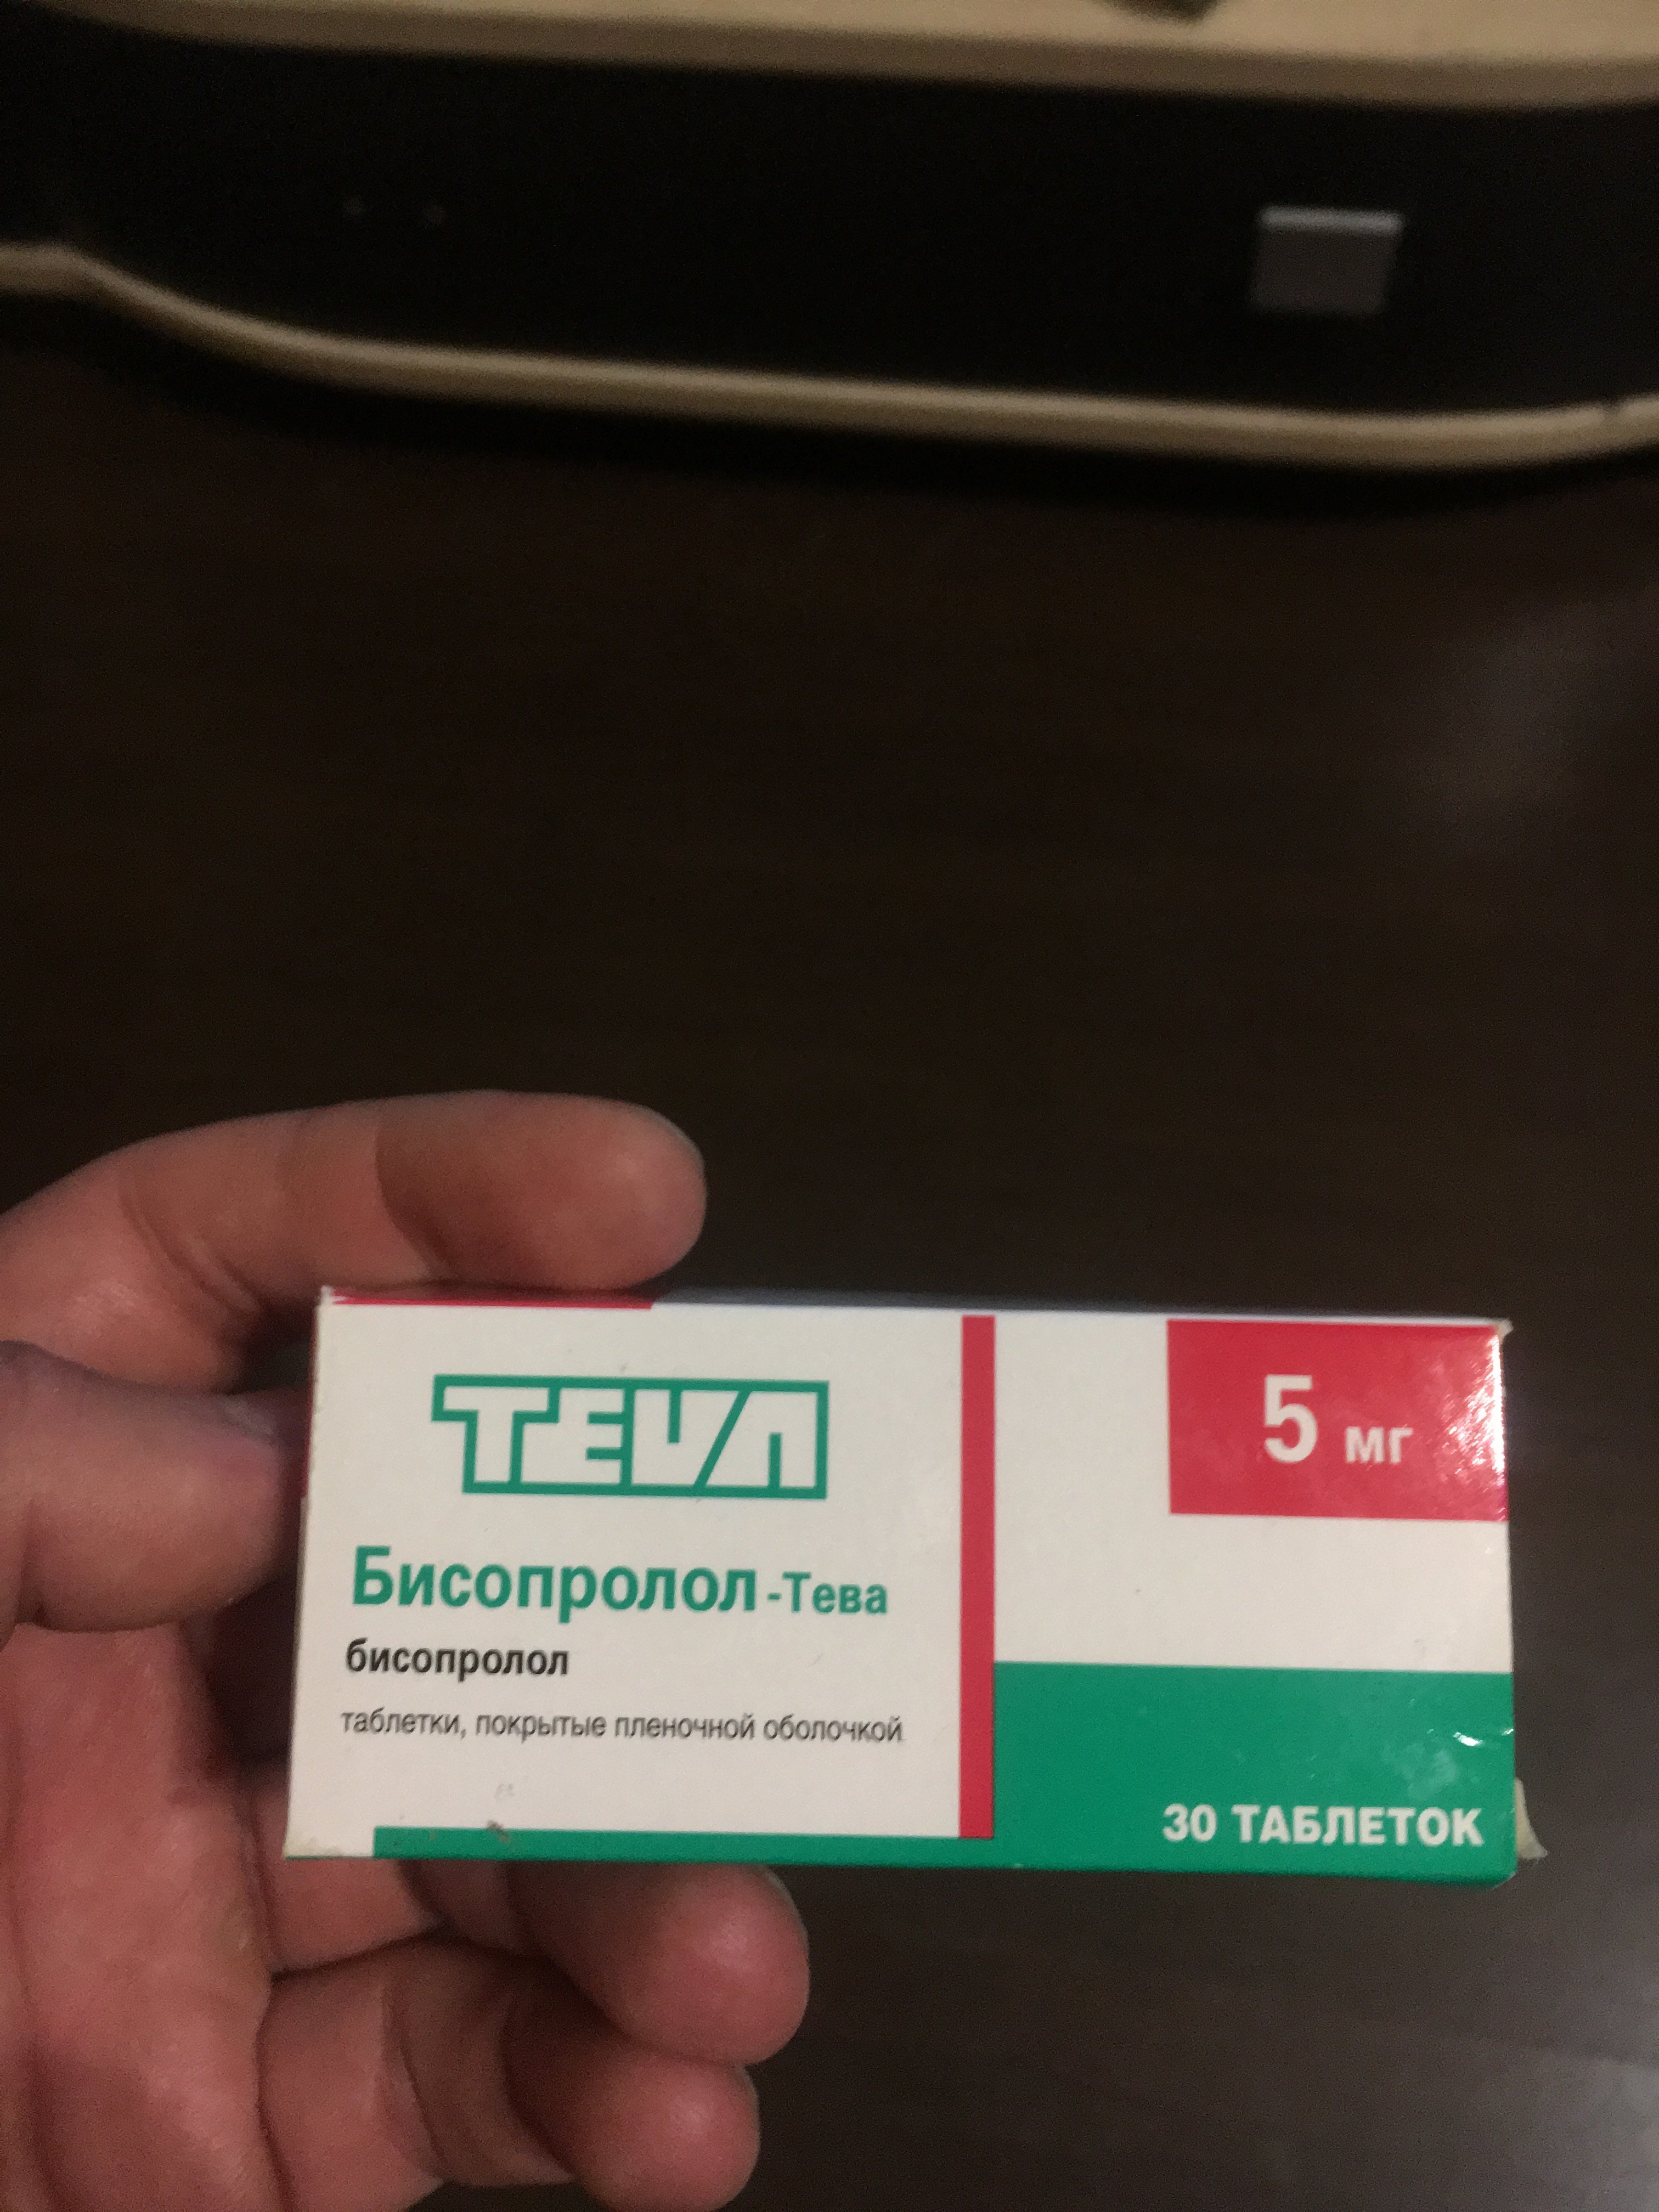 TEVA
Бисопролол-Тева
бисопролол
таблетки, покрытые пленочной оболочкой
5 мг
30 ТАБЛЕТОК